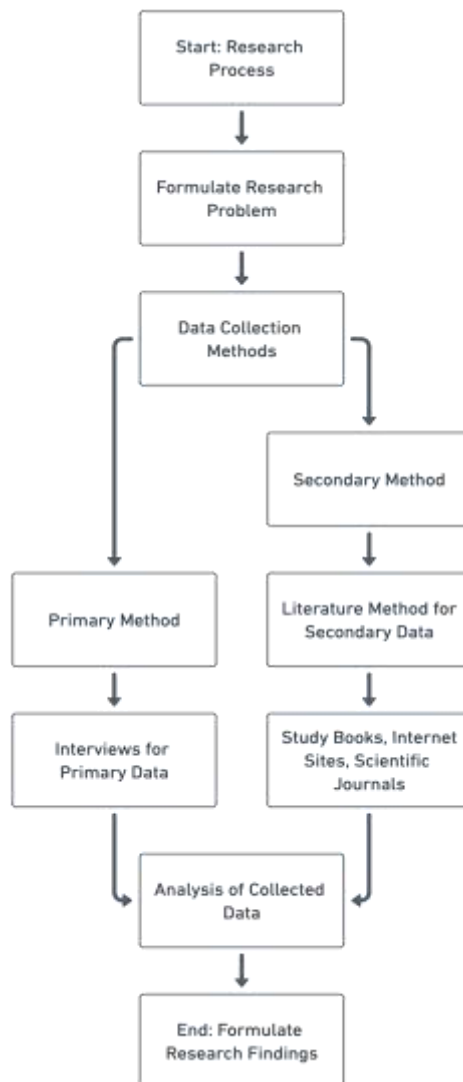 Start: Research
Process
Formulate Research
Problem
Data Collection
Methods
Secondary Method
Primary Method
Literature Method for
Secondary Data
Interviews for
Primary Data
Study Books, Internet
Sites, Scientific
Journals
Analysis of Collected
Data
End: Formulate
Research Findings